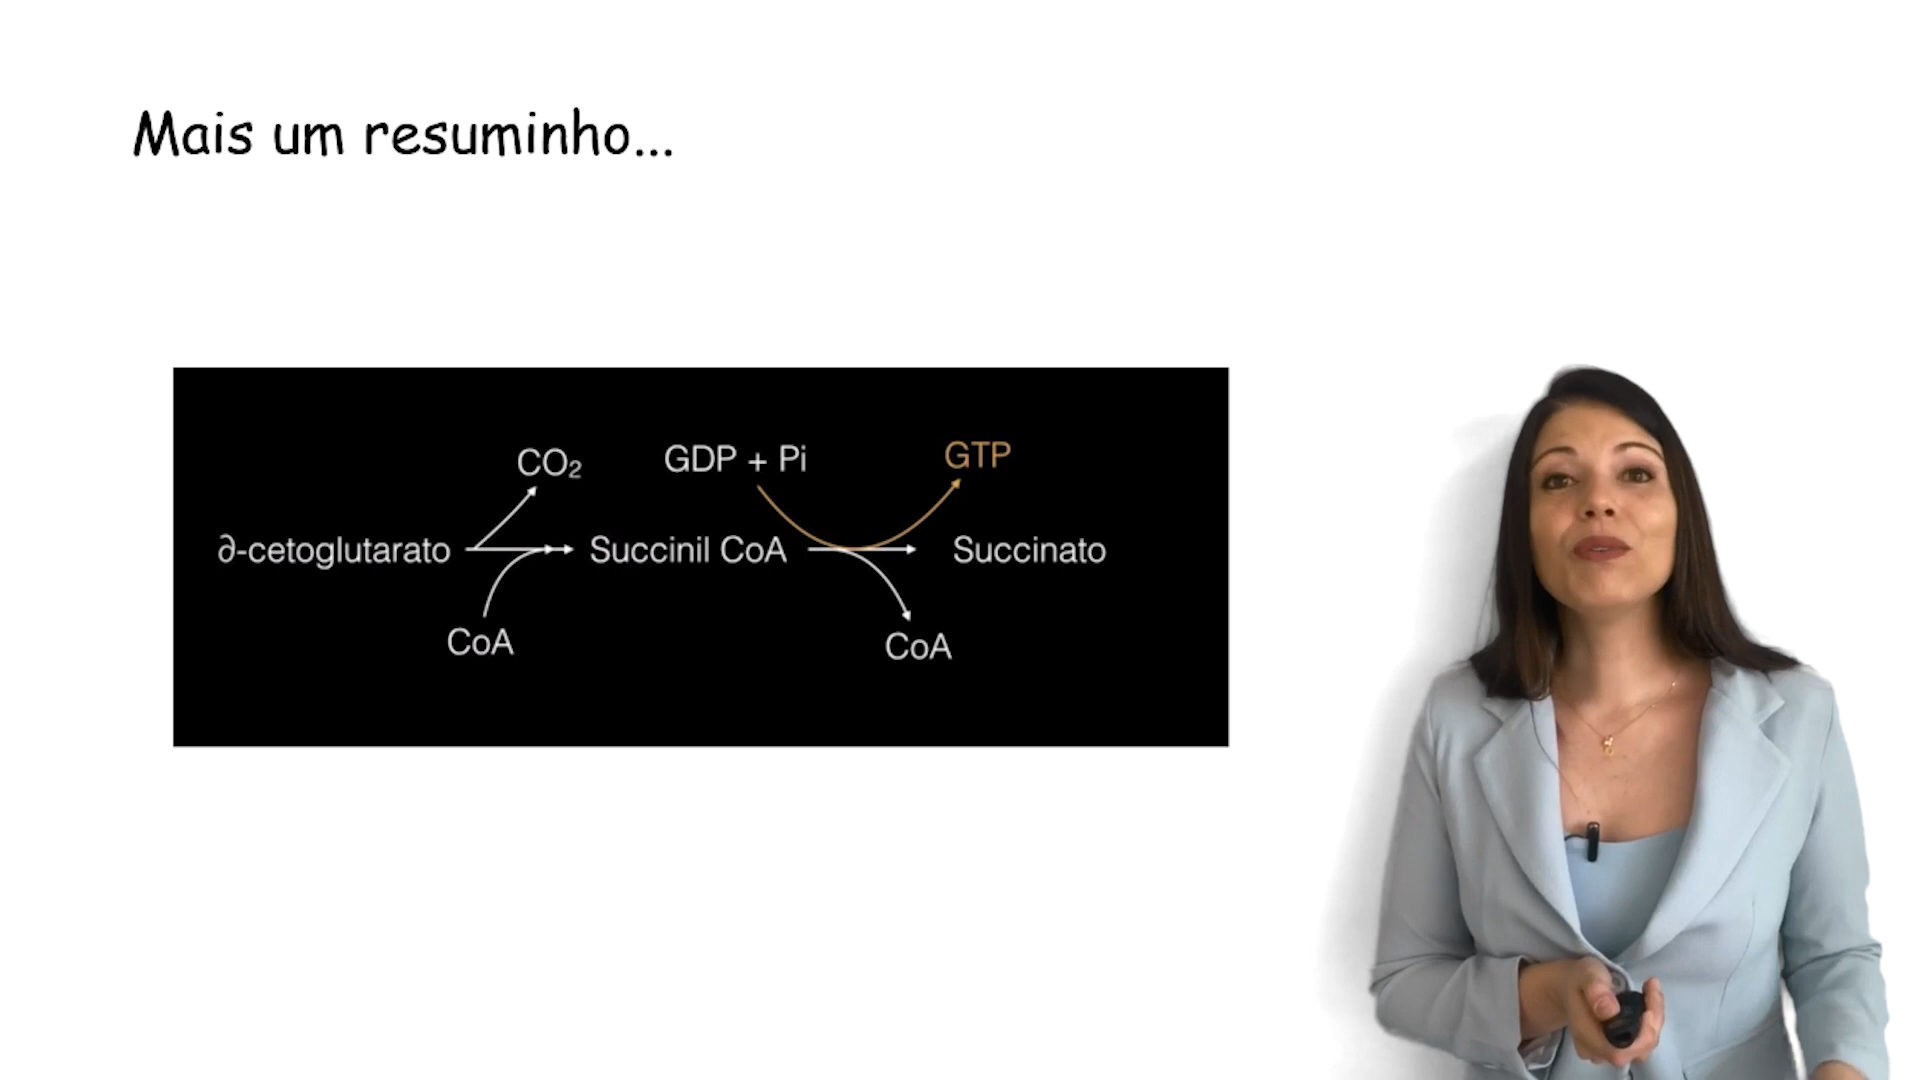 Mais um resuminho...
CO₂ GDP + Pi GTP
∂-cetoglutarato Succinil CoA Succinato
CoA CoA